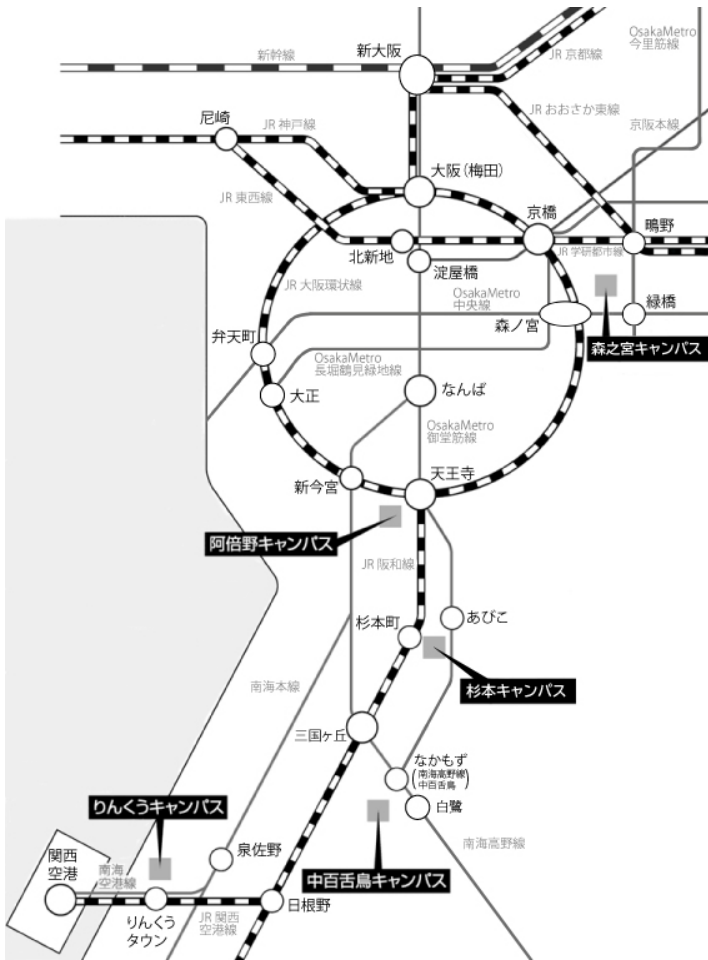 新幹線
新大阪
JR 京都線
OsakaMetro
今里筋線
尼崎
JR 神戸線
JR おおさか東線
京阪本線
JR 東西線
大阪(梅田)
京橋
鴫野
北新地
淀屋橋
JR 学研都市線
JR 大阪環状線
OsakaMetro
中央線
森ノ宮
緑橋
弁天町
森之宮キャンパス
OsakaMetro
長堀鶴見緑地線
大正
なんば
OsakaMetro
御堂筋線
新今宮
天王寺
阿倍野キャンパス
JR 阪和線
杉本町
あびこ
杉本キャンパス
南海本線
三国ヶ丘
なかもず
(南海高野線
中百舌鳥)
白鷺
りんくうキャンパス
南海高野線
関西
空港
南海
空港線
泉佐野
中百舌鳥キャンパス
りんくう
タウン
JR 関西
空港線
日根野